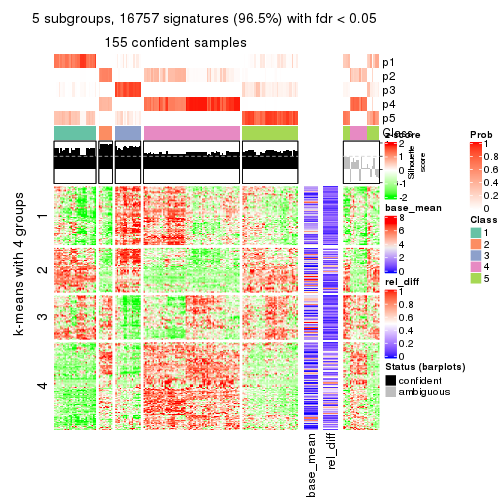 5 subgroups, 16757 signatures (96.5%) with fdr < 0.05
155 confident samples
p1
p2
p3
p4
p5
Class
z-score
2
1
0
-1
-2
Silhouette
score
base_mean
8
6
4
2
0
rel_diff
1
0.8
0.6
0.4
0.2
0
Status (barplots)
confident
ambiguous
Prob
1
0.8
0.6
0.4
0.2
0
Class
1
2
3
4
5
k-means with 4 groups
1
2
3
4
base_mean
rel_diff